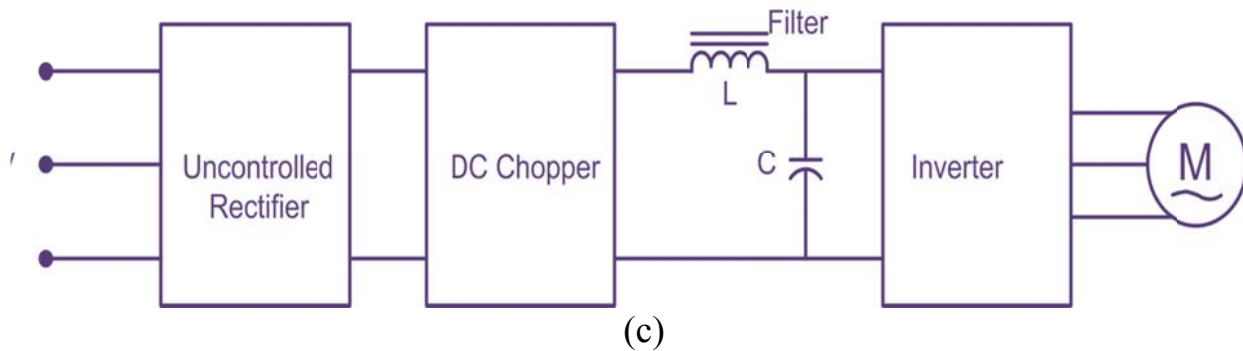 Filter
L
Uncontrolled
Rectifier
DC Chopper
C
Inverter
M
(c)